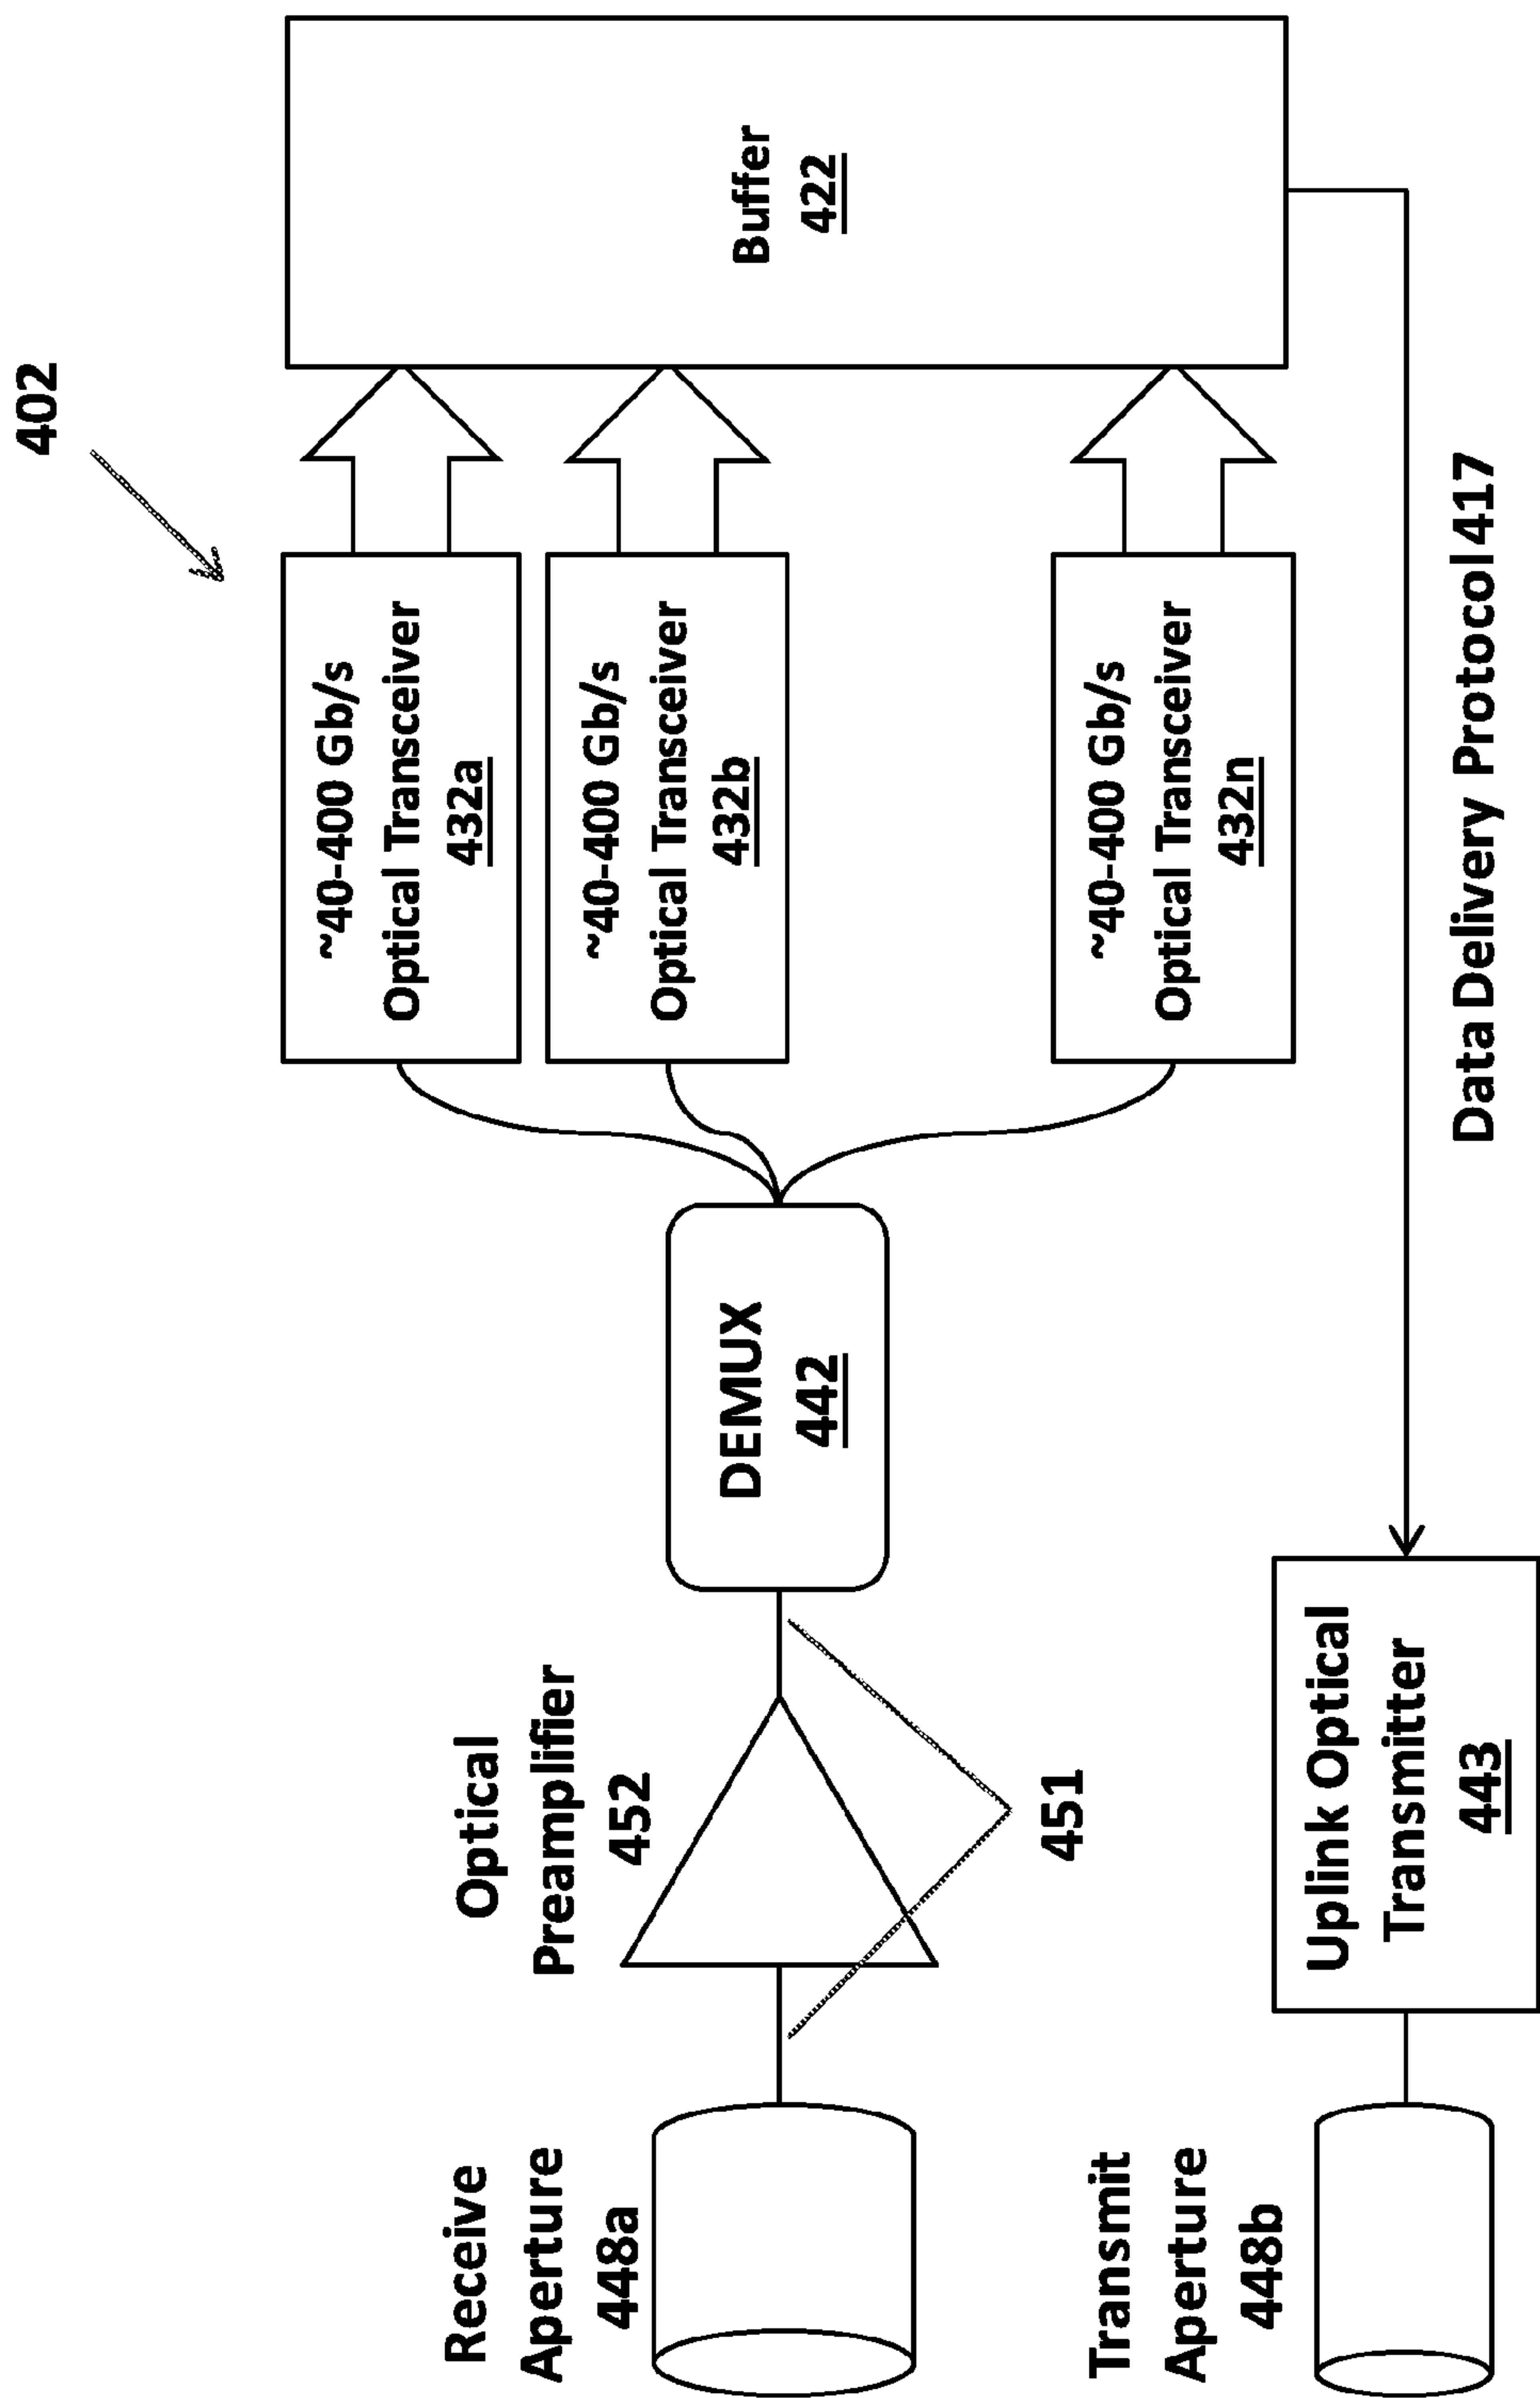 402
~40-400 Gb/s
Optical Transceiver
432a
~40-400 Gb/s
Optical Transceiver
432b
~40-400 Gb/s
Optical Transceiver
432n
Buffer
422
Receive
Aperture
448a
Optical
Preamplifier
452
451
DEMUX
442
Transmit
Aperture
448b
Uplink Optical
Transmitter
443
Data Delivery Protocol 417